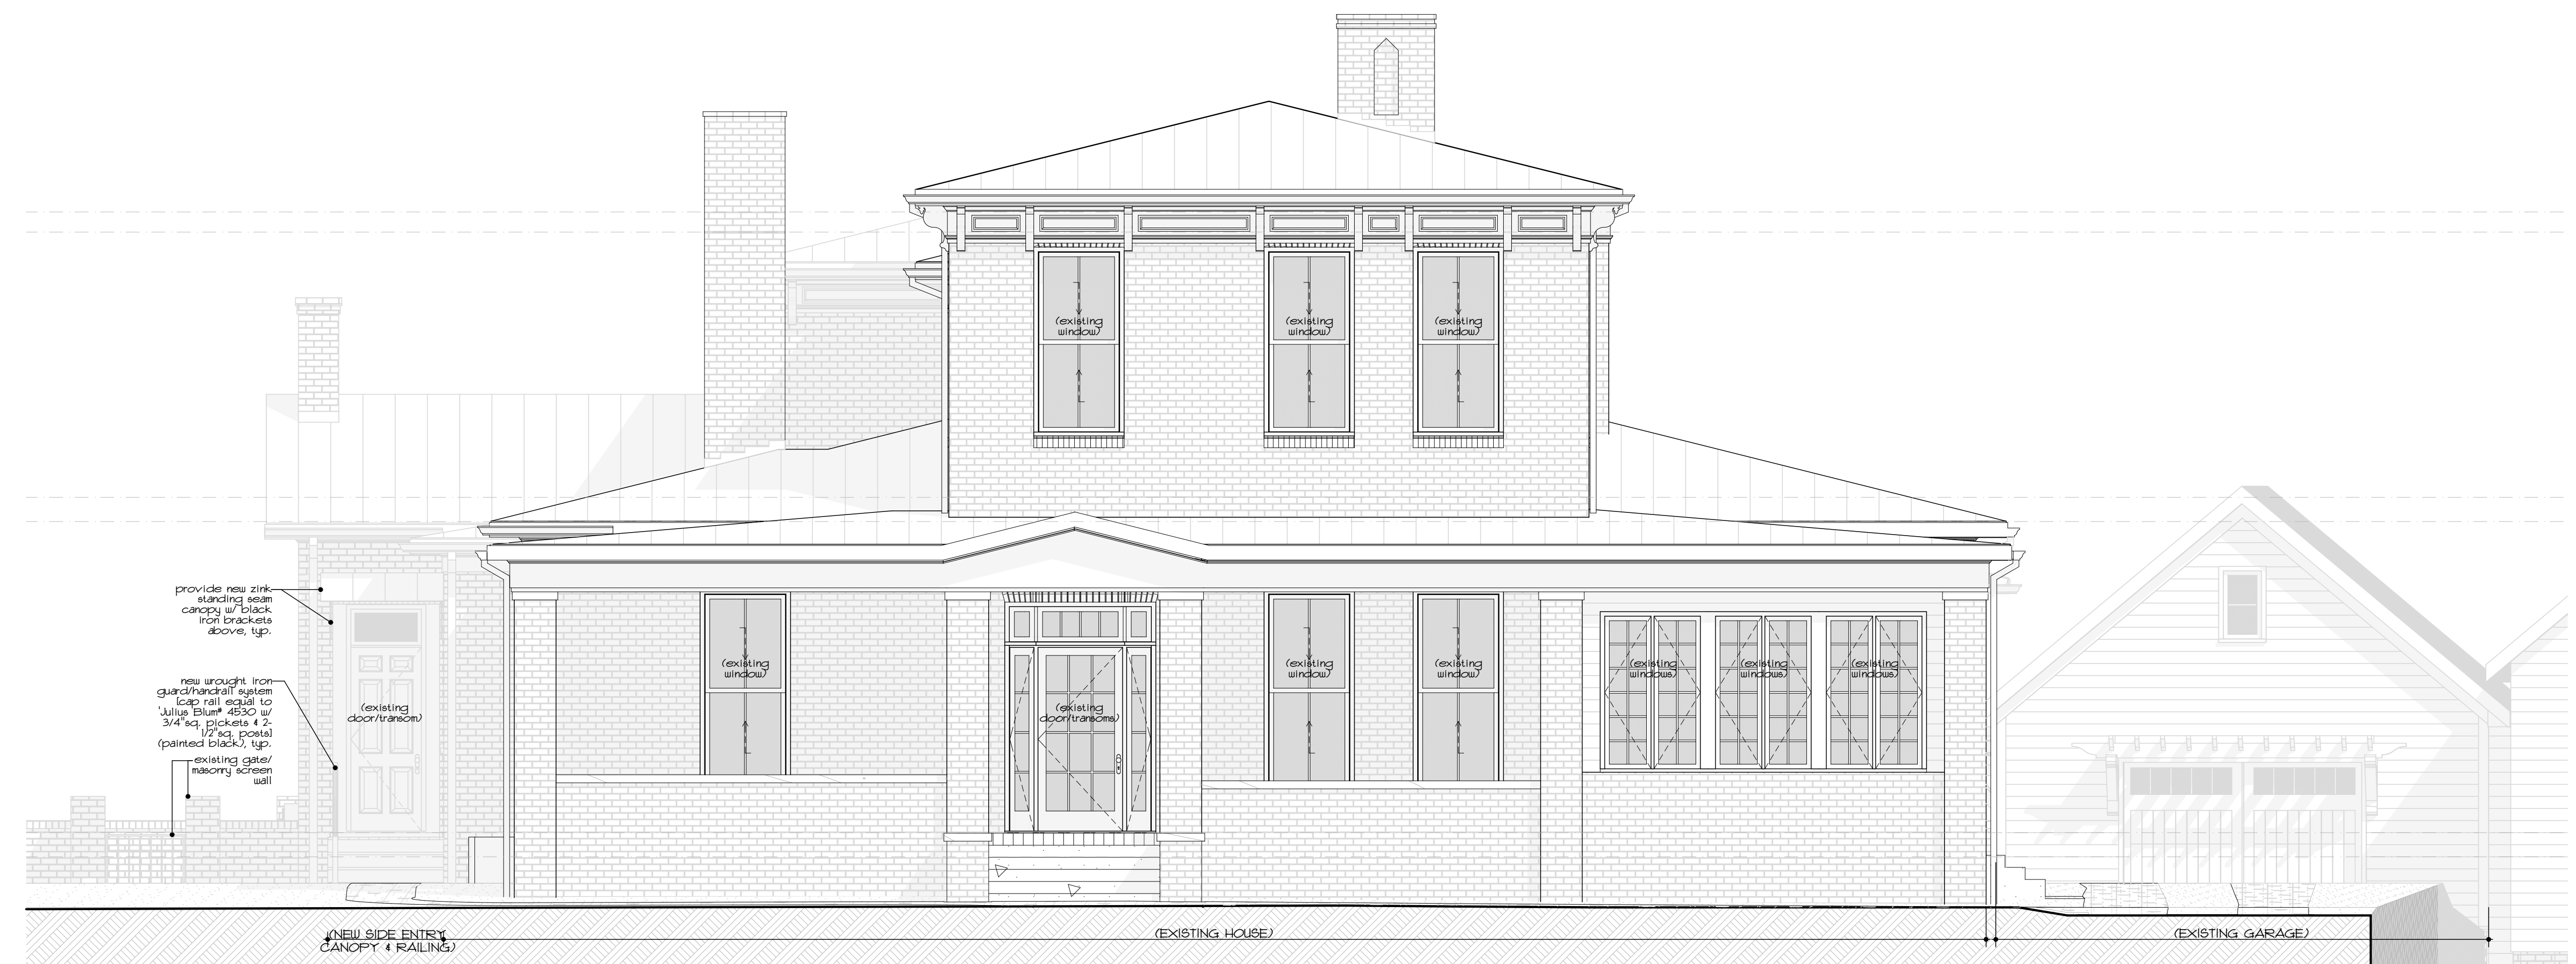 (existing
window)
(existing
window)
(existing
window)
provide new zink
standing seam
canopy w/ black
iron brackets
above, typ.
new wrought iron
guard/handrail system
[cap rail equal to
'Julius Blum# 4530 w/
3/4"sq. pickets & 2-
1/2"sq. posts]
(painted black), typ.
existing gate/
masonry screen
wall
(existing
door/transom)
(existing
window)
(existing
door/transoms)
(existing
window)
(existing
window)
(existing
windows)
(existing
windows)
(existing
windows)
(NEW SIDE ENTRY
CANOPY & RAILING)
(EXISTING HOUSE)
(EXISTING GARAGE)